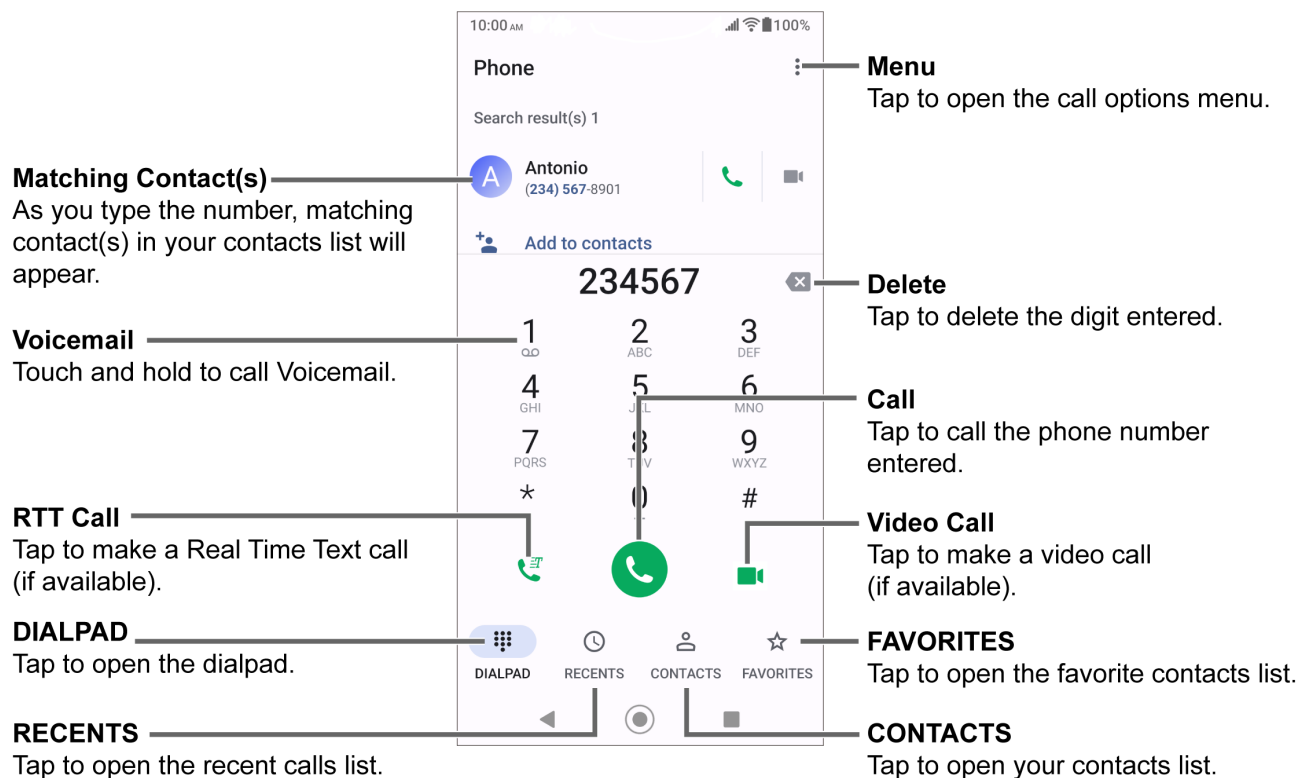 10:00 AM
100%
Phone
Menu
Tap to open the call options menu.
Search result(s) 1
Matching Contact(s)
As you type the number, matching
contact(s) in your contacts list will
appear.
A
Antonio
(234) 567-8901
Add to contacts
234567
Delete
Tap to delete the digit entered.
Voicemail
Touch and hold to call Voicemail.
1
2
ABC
3
DEF
4
GHI
5
JKL
6
MNO
Call
Tap to call the phone number
entered.
7
PQRS
8
TUV
9
WXYZ
*
0
#
RTT Call
Tap to make a Real Time Text call
(if available).
T
Video Call
Tap to make a video call
(if available).
DIALPAD
Tap to open the dialpad.
DIALPAD
RECENTS
CONTACTS
FAVORITES
FAVORITES
Tap to open the favorite contacts list.
RECENTS
Tap to open the recent calls list.
CONTACTS
Tap to open your contacts list.